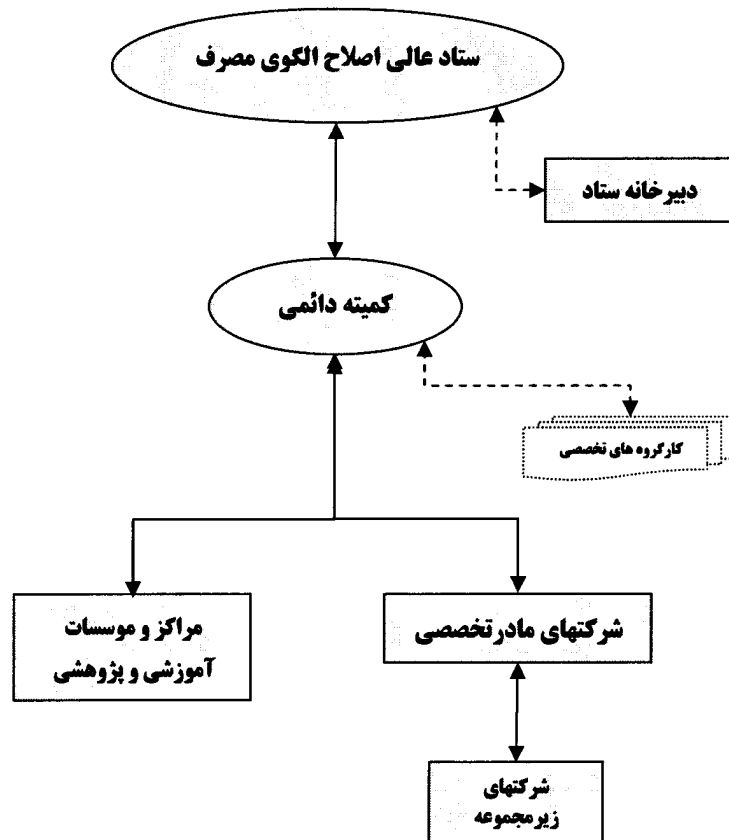 ستاد عالی اصلاح الگوی مصرف
دبیرخانه ستاد
کمیته دائمی
کارگروه های تخصصی
شرکتهای مادرتخصصی
مراکز و موسسات
آموزشی و پژوهشی
شرکتهای
زیرمجموعه